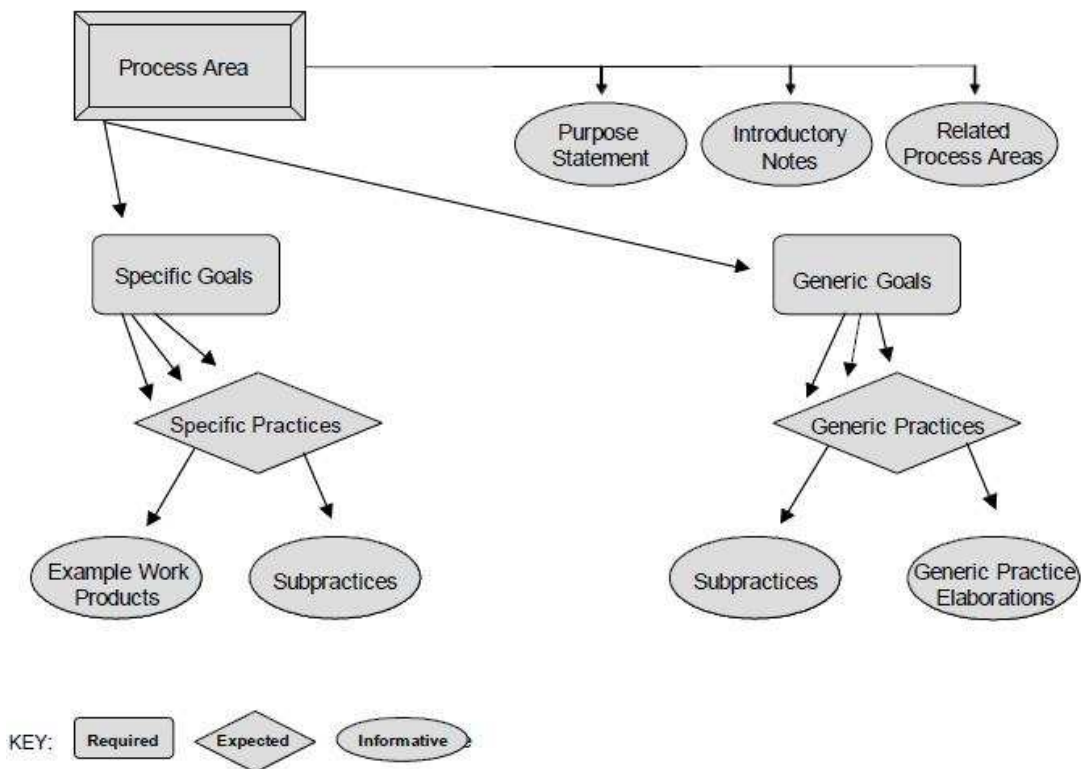 Process Area
Purpose
Statement
Introductory
Notes
Related
Process Areas
Specific Goals
Generic Goals
Specific Practices
Generic Practices
Example Work
Products
Subpractices
Subpractices
Generic Practice
Elaborations
KEY:
Required
Expected
Informative